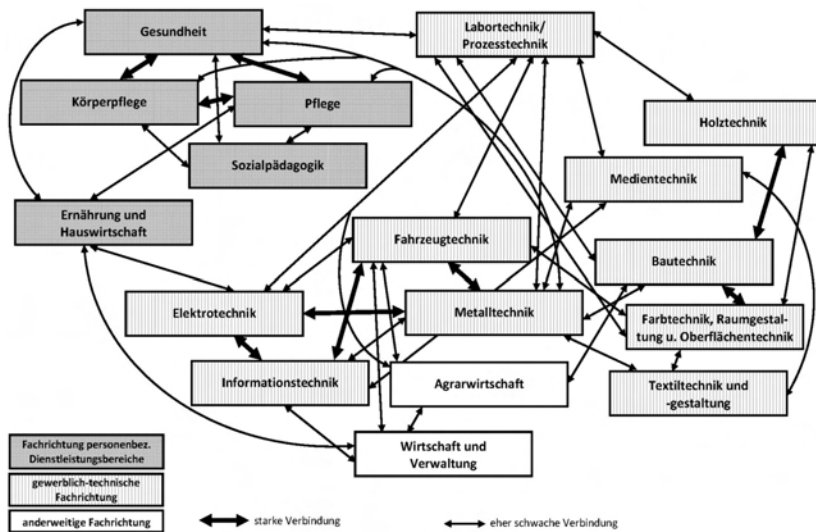 Gesundheit
Labortechnik/
Prozesstechnik
Körperpflege
Pflege
Holztechnik
Sozialpädagogik
Medientechnik
Ernährung und
Hauswirtschaft
Fahrzeugtechnik
Bautechnik
Elektrotechnik
Metalltechnik
Farbtechnik, Raumgestal-
tung u. Oberflächentechnik
Informationstechnik
Agrarwirtschaft
Textiltechnik und
-gestaltung
Wirtschaft und
Verwaltung
Fachrichtung personenbez.
Dienstleistungsbereiche
gewerblich-technische
Fachrichtung
anderweitige Fachrichtung
starke Verbindung
eher schwache Verbindung